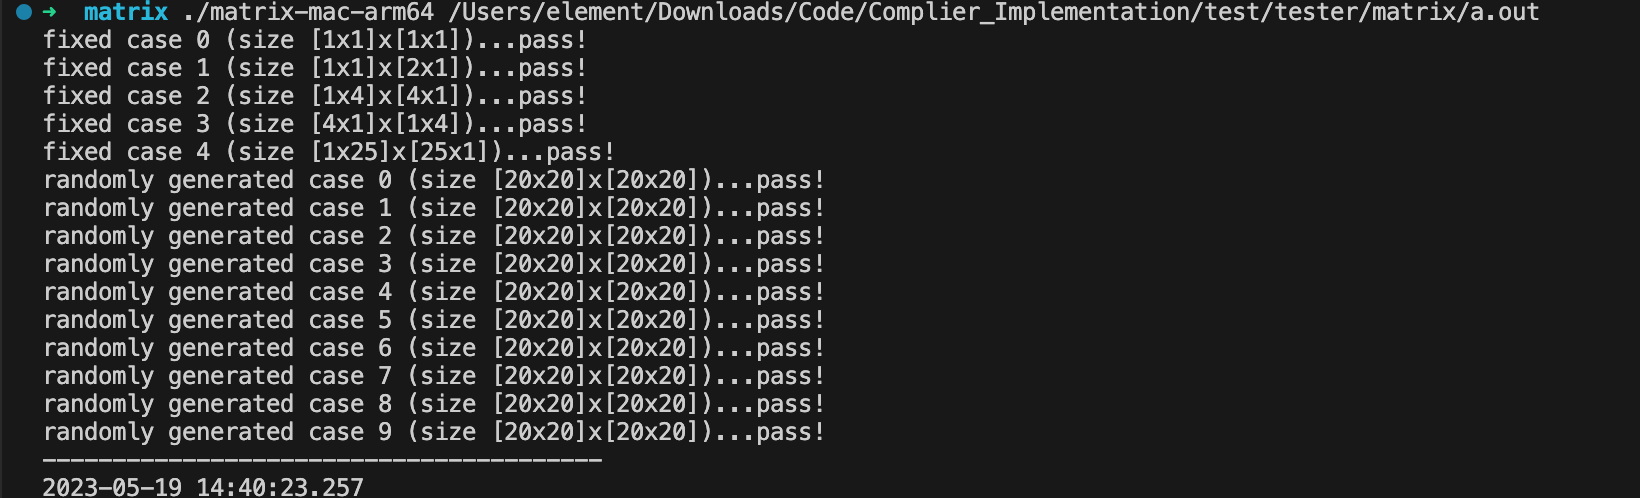 ➜  matrix ./matrix-mac-arm64 /Users/element/Downloads/Code/Complier_Implementation/test/tester/matrix/a.out
fixed case 0 (size [1x1]x[1x1])...pass!
fixed case 1 (size [1x1]x[2x1])...pass!
fixed case 2 (size [1x4]x[4x1])...pass!
fixed case 3 (size [4x1]x[1x4])...pass!
fixed case 4 (size [1x25]x[25x1])...pass!
randomly generated case 0 (size [20x20]x[20x20])...pass!
randomly generated case 1 (size [20x20]x[20x20])...pass!
randomly generated case 2 (size [20x20]x[20x20])...pass!
randomly generated case 3 (size [20x20]x[20x20])...pass!
randomly generated case 4 (size [20x20]x[20x20])...pass!
randomly generated case 5 (size [20x20]x[20x20])...pass!
randomly generated case 6 (size [20x20]x[20x20])...pass!
randomly generated case 7 (size [20x20]x[20x20])...pass!
randomly generated case 8 (size [20x20]x[20x20])...pass!
randomly generated case 9 (size [20x20]x[20x20])...pass!
----------------------------------------
2023-05-19 14:40:23.257